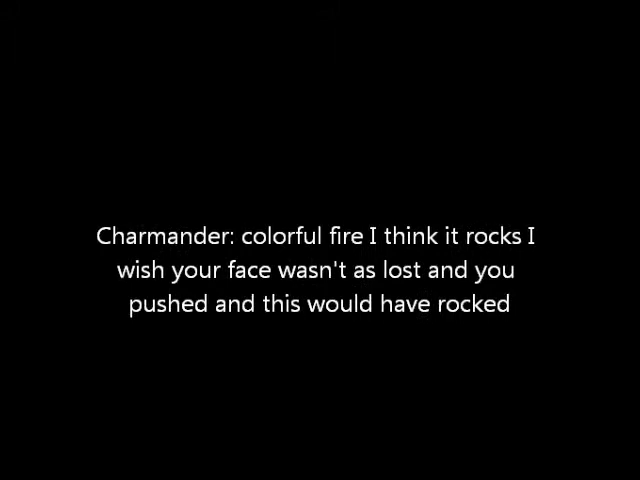 Charmander: colorful fire I think it rocks I
wish your face wasn't as lost and you
pushed and this would have rocked